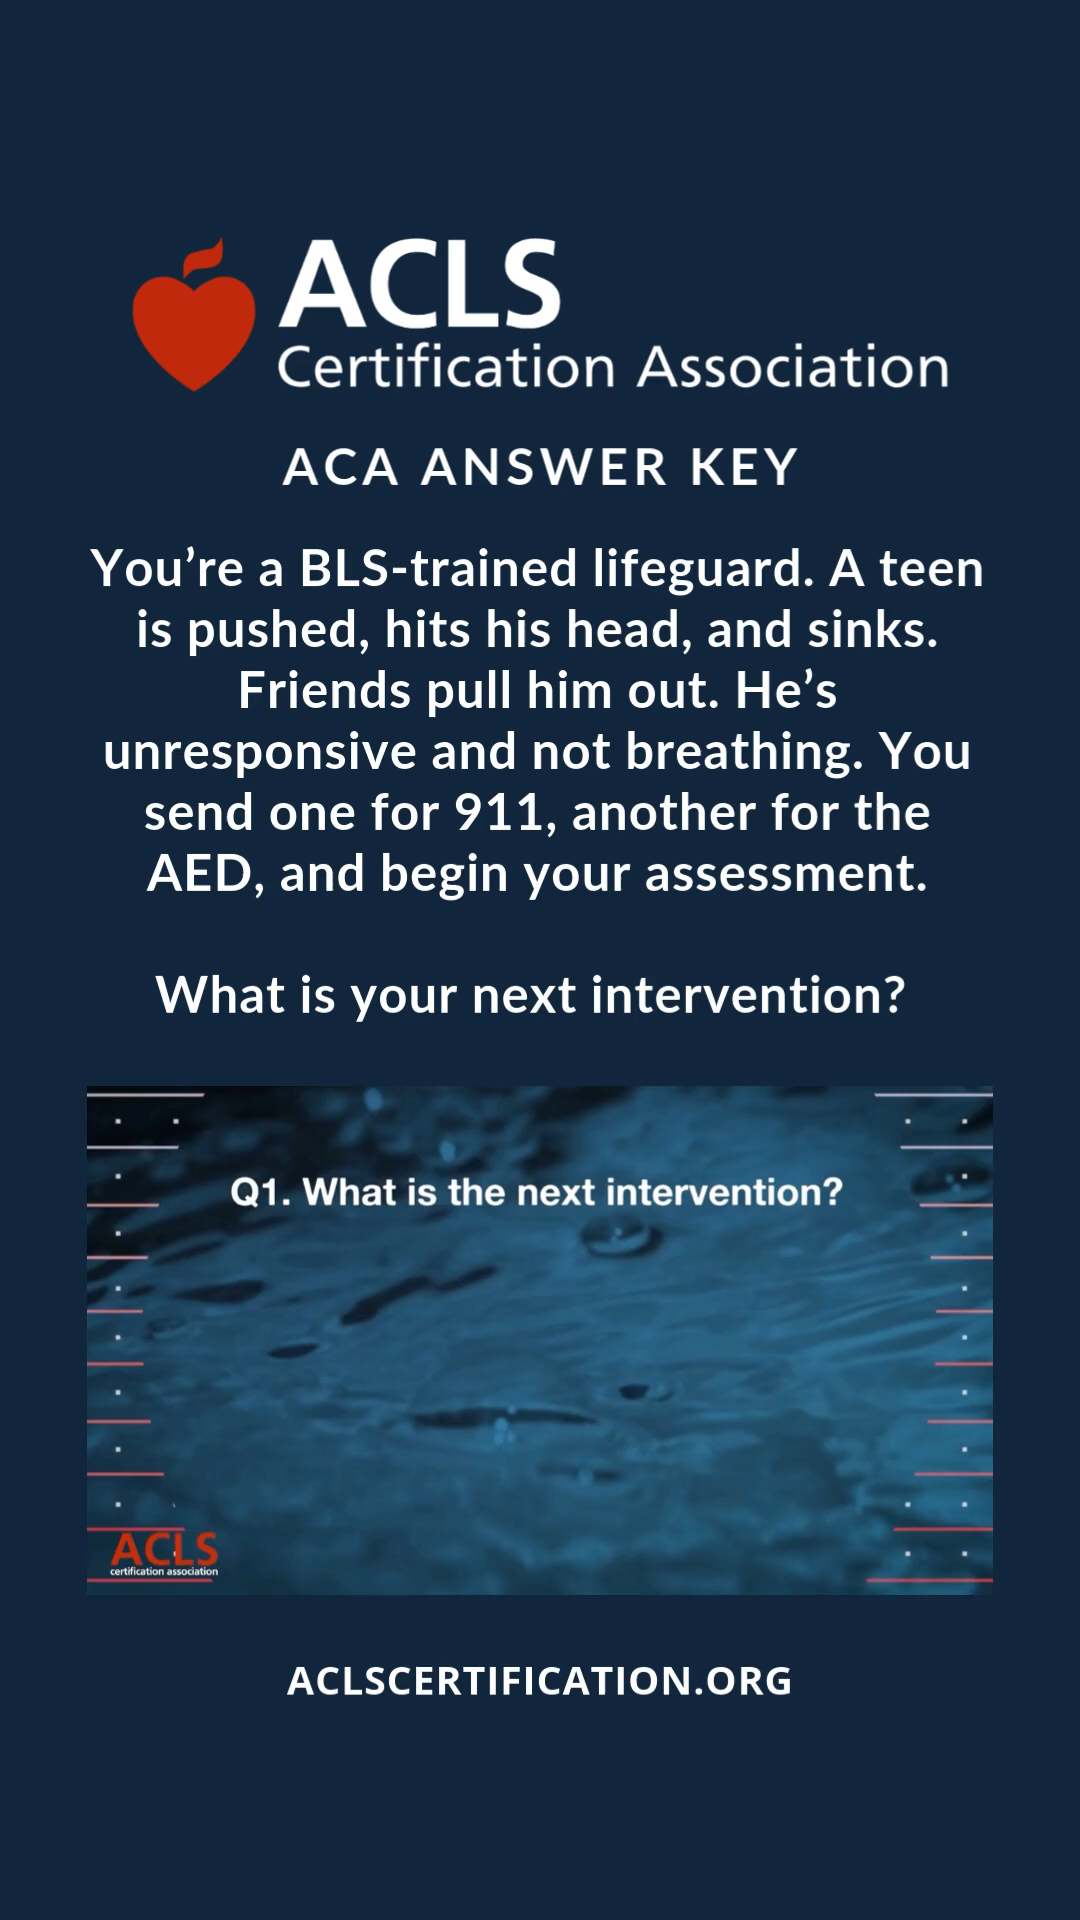 ACLS
Certification Association
ACA ANSWER KEY
You’re a BLS-trained lifeguard. A teen
is pushed, hits his head, and sinks.
Friends pull him out. He’s
unresponsive and not breathing. You
send one for 911, another for the
AED, and begin your assessment.
What is your next intervention?
Q1. What is the next intervention?
ACLS
certification association
ACLSCERTIFICATION.ORG